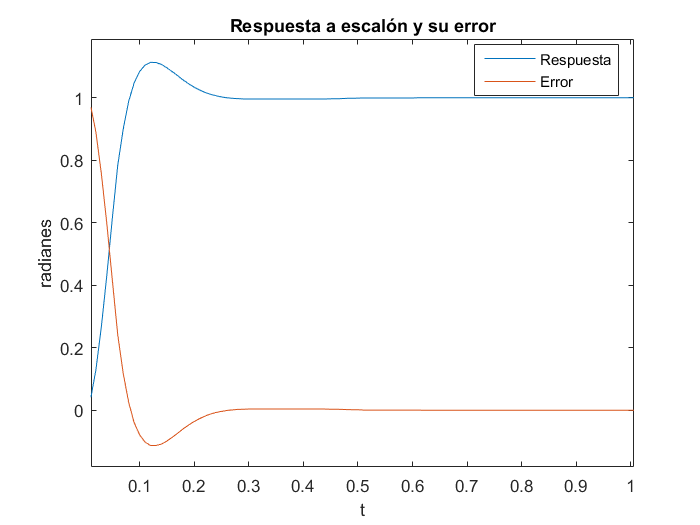 Respuesta a escalón y su error
Respuesta
Error
1
0.8
0.6
0.4
0.2
0
radianes
0.1 0.2 0.3 0.4 0.5 0.6 0.7 0.8 0.9 1
t